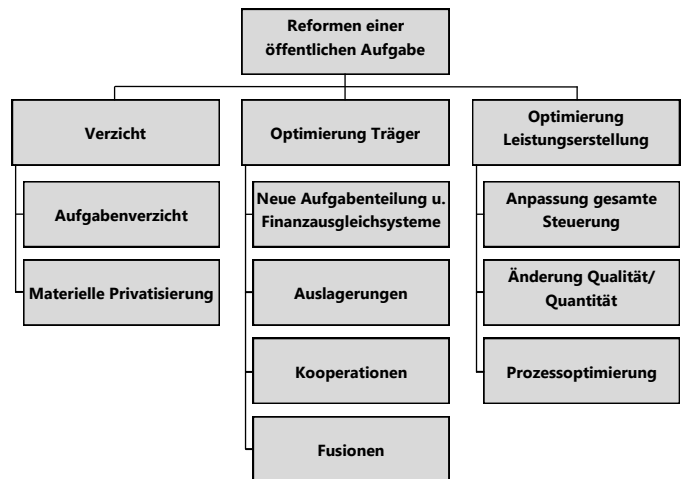 Reformen einer
öffentlichen Aufgabe
Verzicht
Optimierung Träger
Optimierung
Leistungserstellung
Aufgabenverzicht
Neue Aufgabenteilung u.
Finanzausgleichsysteme
Anpassung gesamte
Steuerung
Materielle Privatisierung
Auslagerungen
Änderung Qualität/
Quantität
Kooperationen
Prozessoptimierung
Fusionen